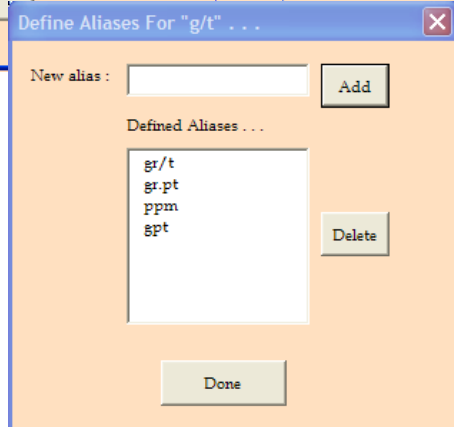 Define Aliases For "g/t" . . .
New alias :
Add
Defined Aliases . . .
gr/t
gr.pt
ppm
gpt
Delete
Done